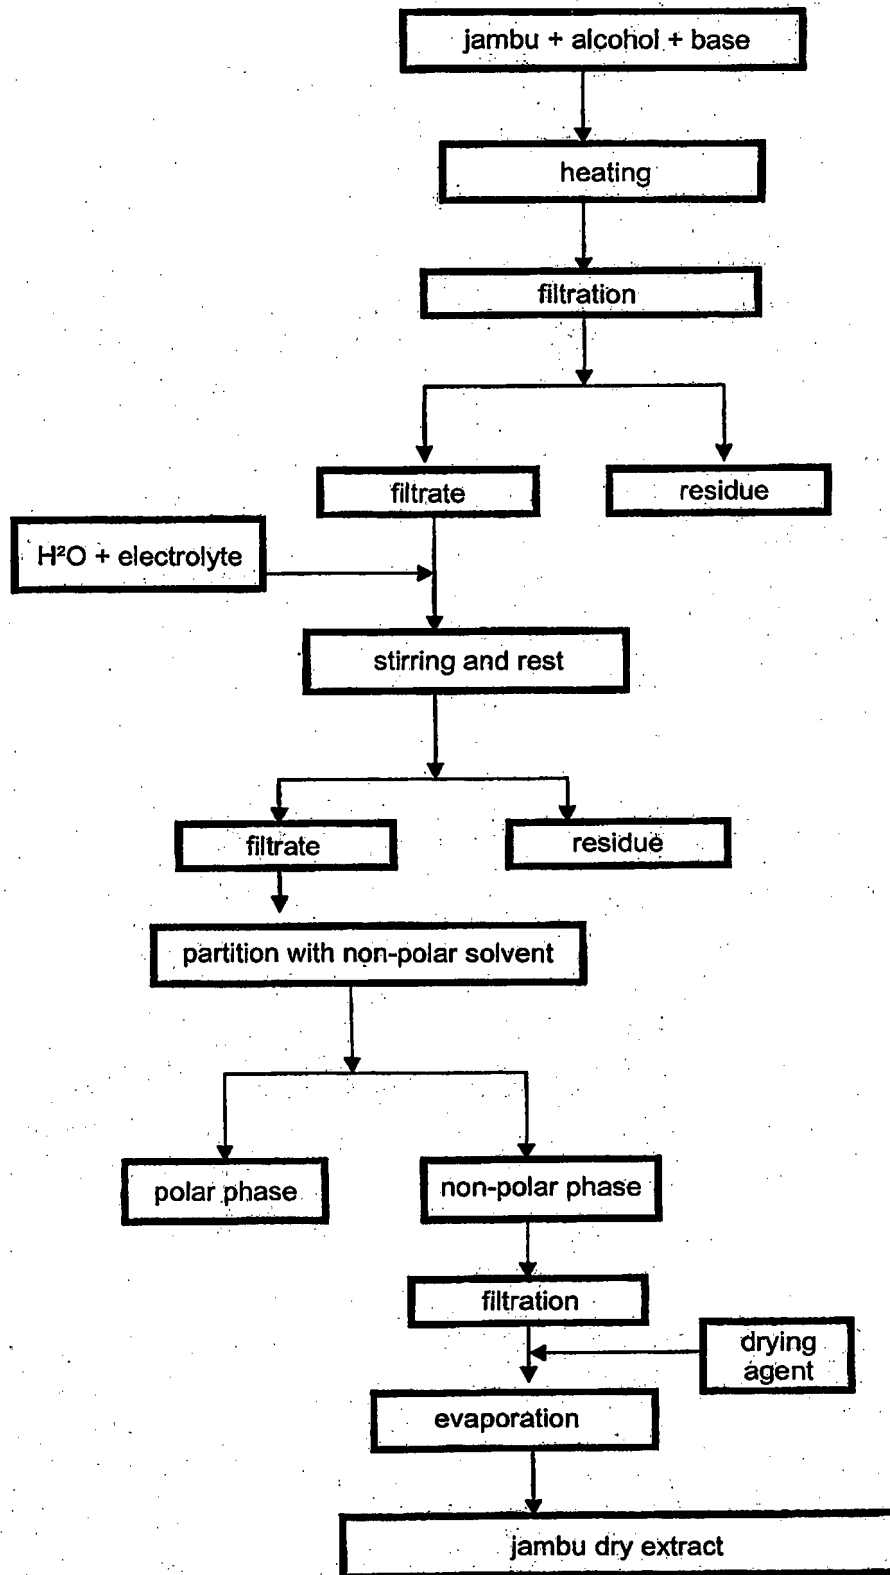 jambu + alcohol + base
heating
filtration
filtrate
residue
H²O + electrolyte
stirring and rest
filtrate
residue
partition with non-polar solvent
polar phase
non-polar phase
filtration
drying
agent
evaporation
jambu dry extract